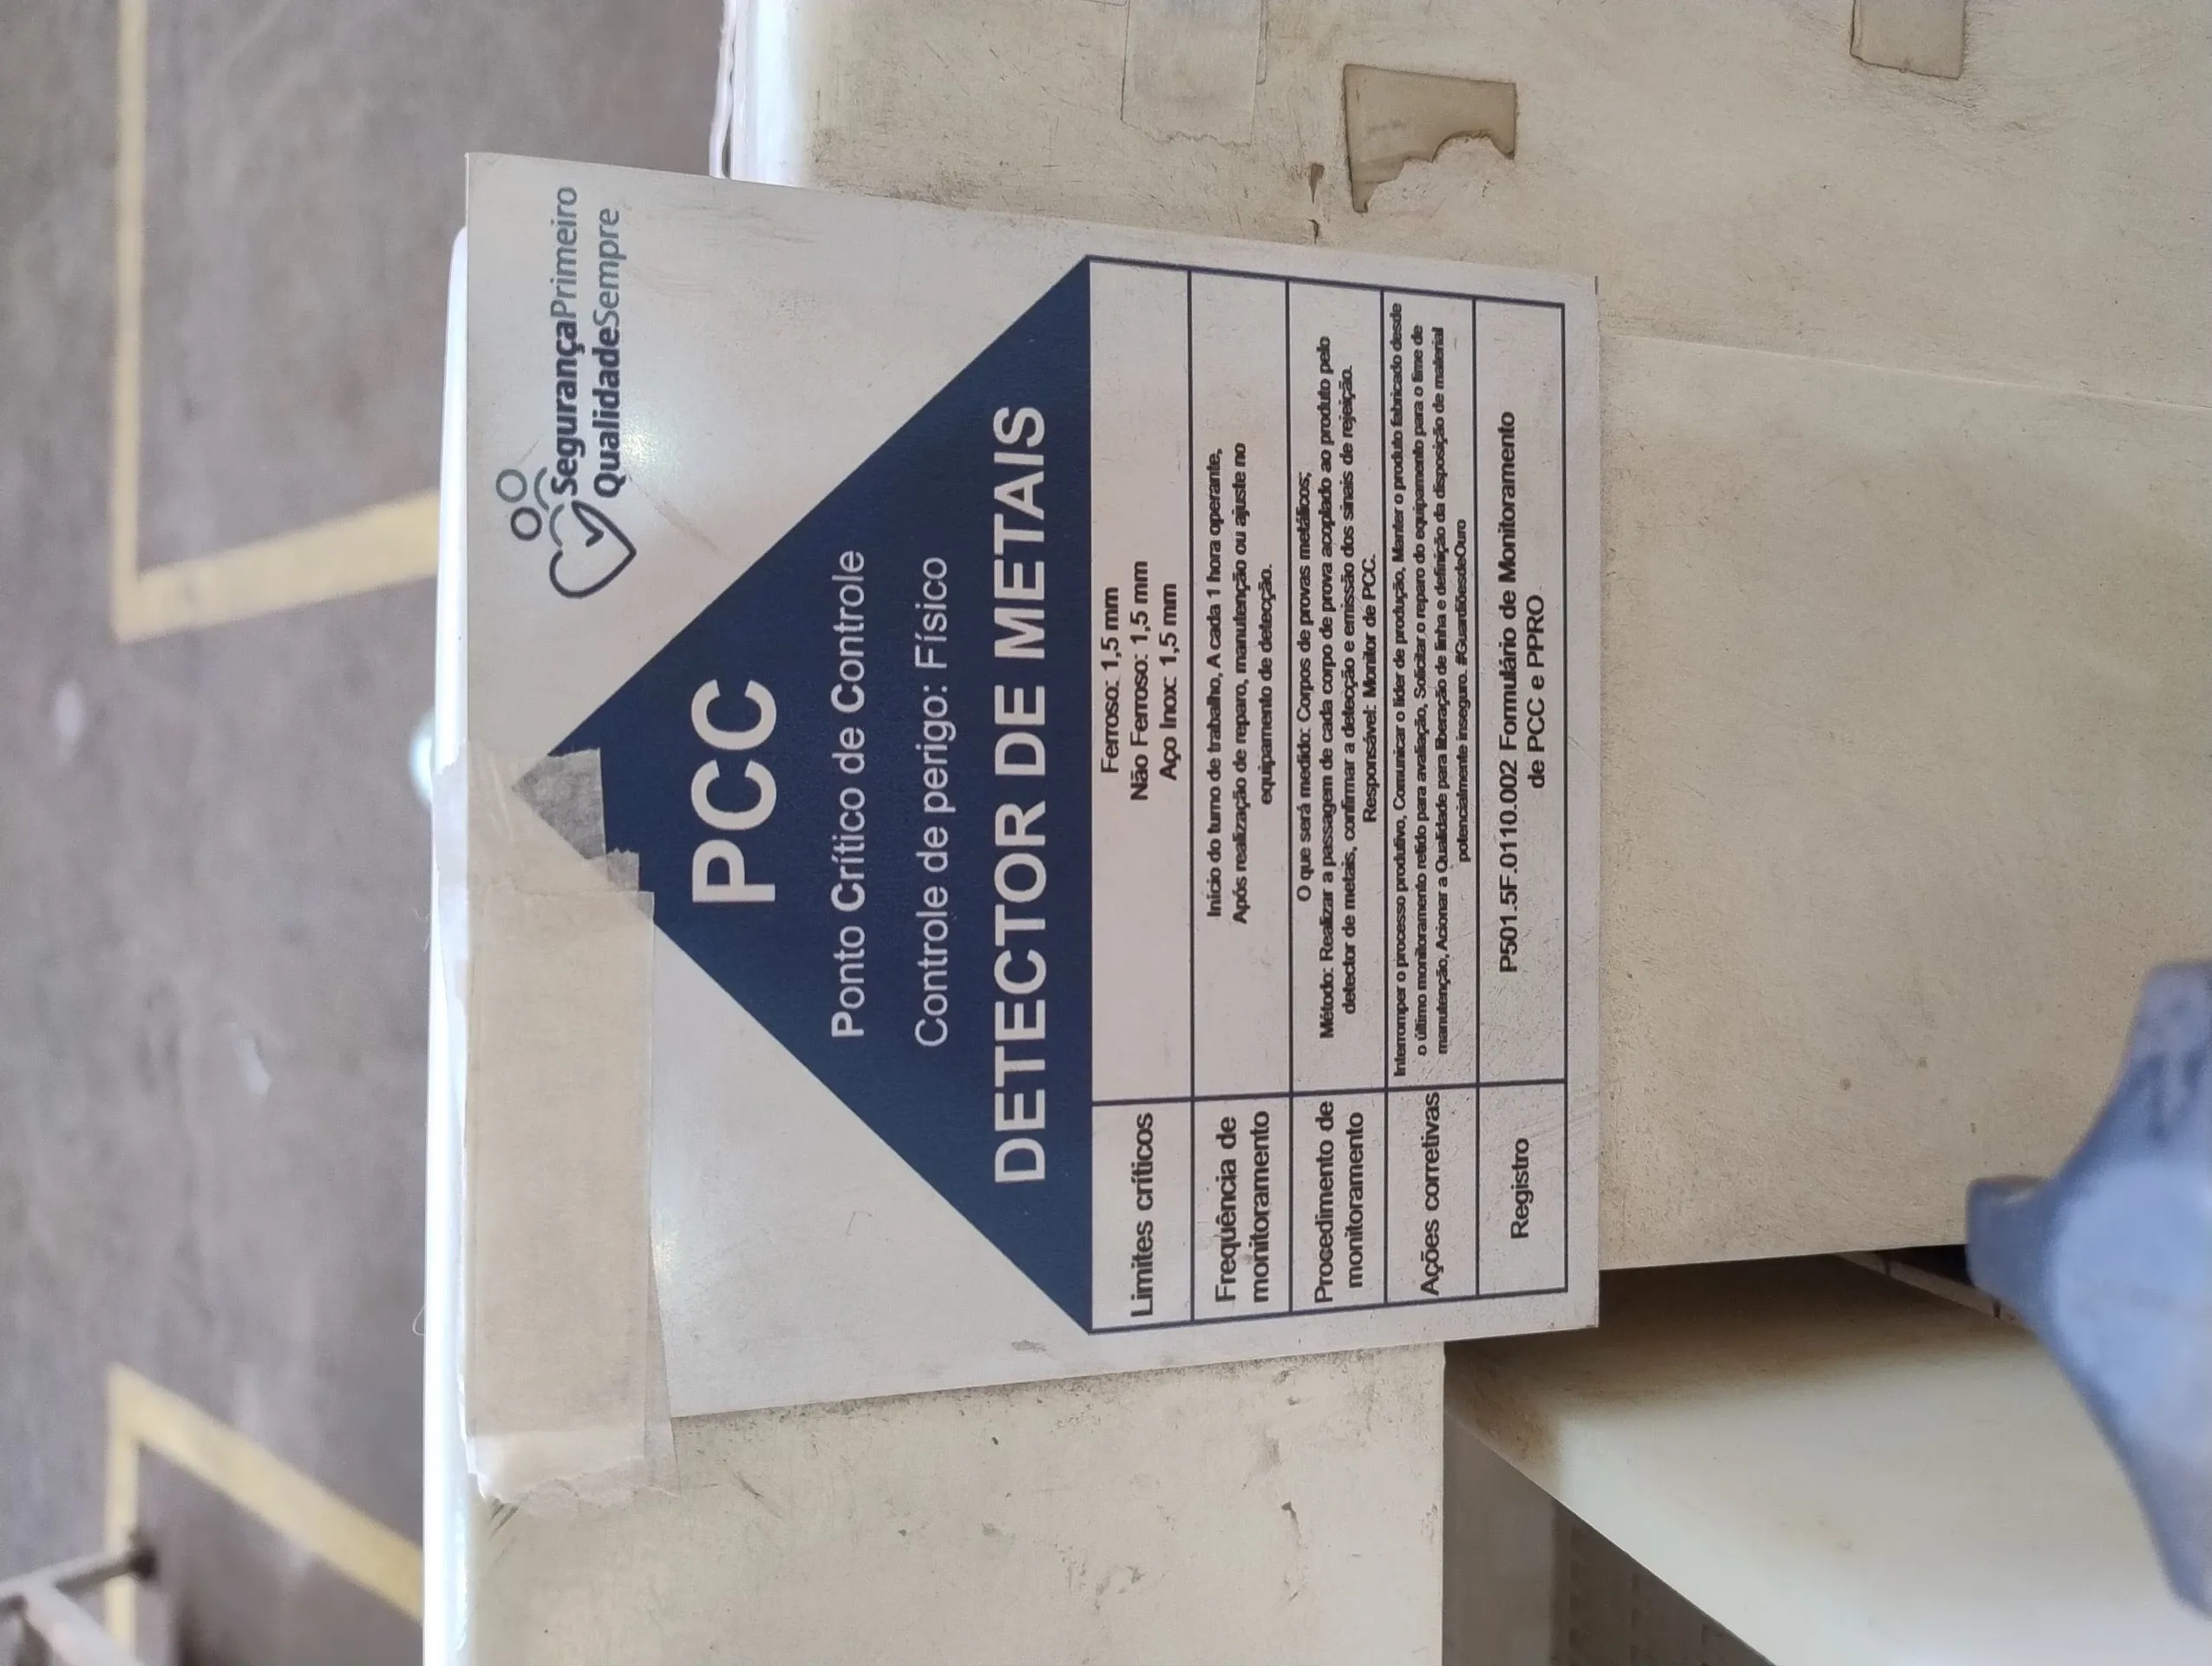 SegurançaPrimeiro
QualidadeSempre
PCC
Ponto Crítico de Controle
Controle de perigo: Físico
DETECTOR DE METAIS
Limites críticos
Ferroso: 1,5 mm
Não Ferroso: 1,5 mm
Aço Inox: 1,5 mm
Frequência de
monitoramento
Início do turno de trabalho, A cada 1 hora operante,
Após realização de reparo, manutenção ou ajuste no
equipamento de detecção.
Procedimento de
monitoramento
O que será medido: Corpos de provas metálicos;
Método: Realizar a passagem de cada corpo de prova acoplado ao produto pelo
detector de metais, confirmar a detecção e emissão dos sinais de rejeição.
Responsável: Monitor de PCC.
Ações corretivas
Interromper o processo produtivo, Comunicar o líder de produção, Manter o produto fabricado desde
o último monitoramento retido para avaliação, Solicitar o reparo do equipamento para o time de
manutenção, Acionar a Qualidade para liberação de linha e definição da disposição de material
potencialmente inseguro. #GuardiõesdeOuro
Registro
P501.5F.0110.002 Formulário de Monitoramento
de PCC e PPRO